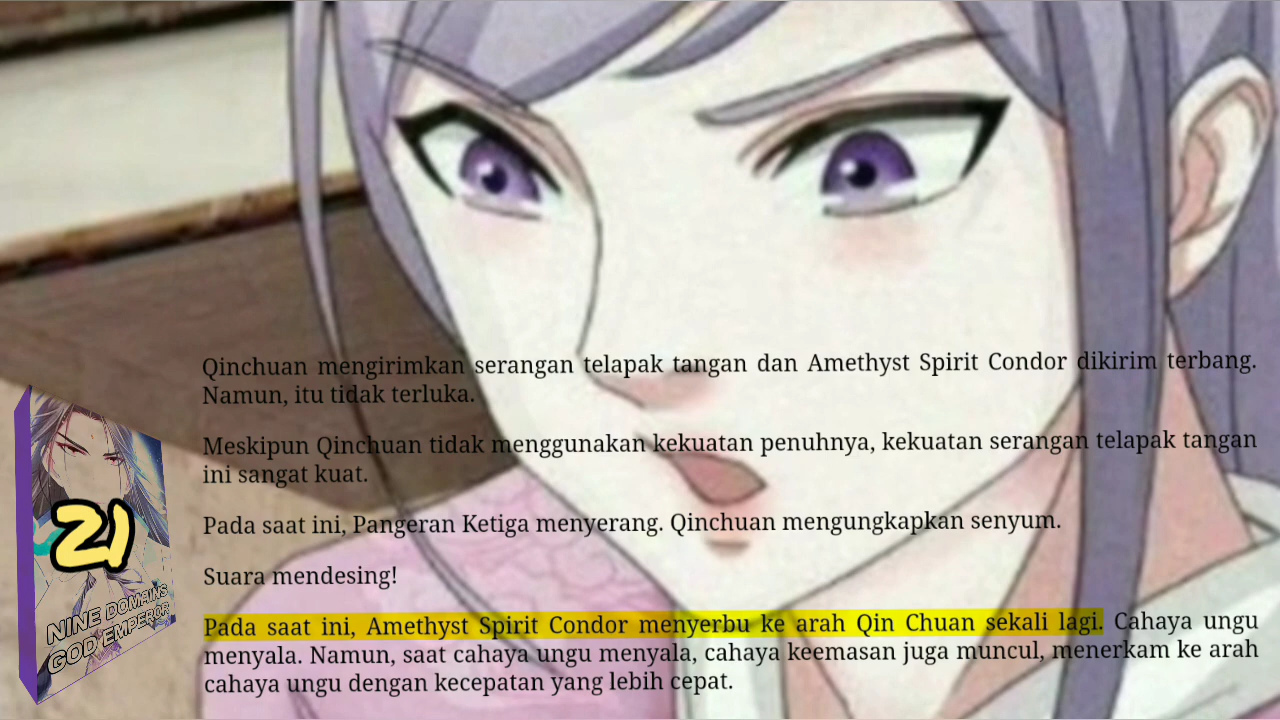 Qinchuan mengirimkan serangan telapak tangan dan Amethyst Spirit Condor dikirim terbang.
Namun, itu tidak terluka.
Meskipun Qinchuan tidak menggunakan kekuatan penuhnya, kekuatan serangan telapak tangan
ini sangat kuat.
Pada saat ini, Pangeran Ketiga menyerang. Qinchuan mengungkapkan senyum.
Suara mendesing!
Pada saat ini, Amethyst Spirit Condor menyerbu ke arah Qin Chuan sekali lagi. Cahaya ungu
menyala. Namun, saat cahaya ungu menyala, cahaya keemasan juga muncul, menerkam ke arah
cahaya ungu dengan kecepatan yang lebih cepat.
21
NINE DOMAINS
GOD EMPEROR